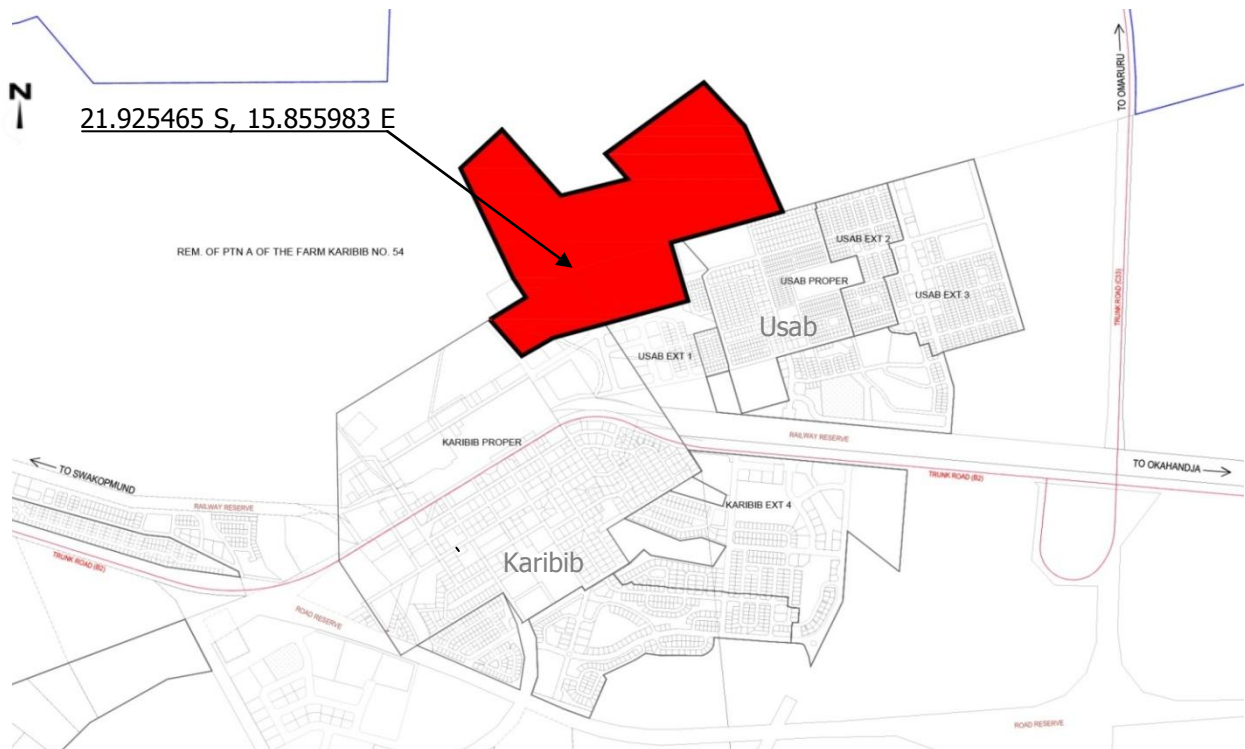 TO OMARURU
N
21.925465 S, 15.855983 E
REM. OF PTN A OF THE FARM KARIBIB NO. 54
USAB EXT 2
USAB PROPER
USAB EXT 3
TRUNK ROAD (C33)
Usab
USAB EXT 1
KARIBIB PROPER
RAILWAY RESERVE
TO OKAHANDJA
TRUNK ROAD (B2)
TO SWAKOPMUND
RAILWAY RESERVE
KARIBIB EXT 4
TRUNK ROAD (B2)
Karibib
ROAD RESERVE
ROAD RESERVE